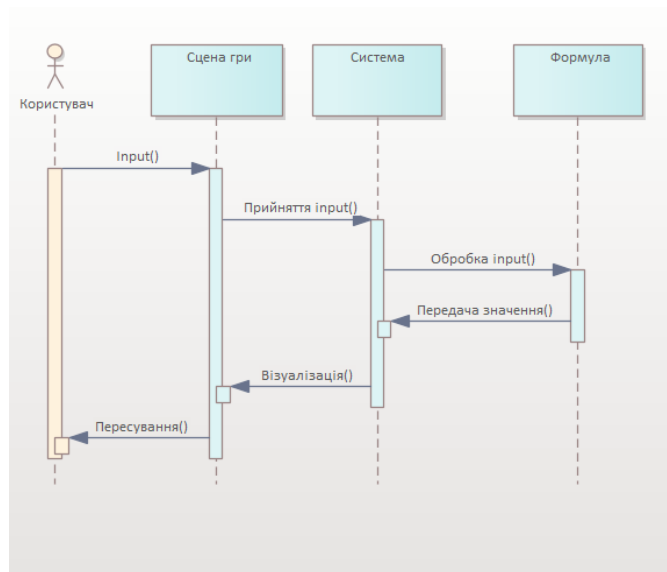 Сцена гри
Система
Формула
Користувач
Input()
Прийняття input()
Обробка input()
Передача значення()
Візуалізація()
Пересування()